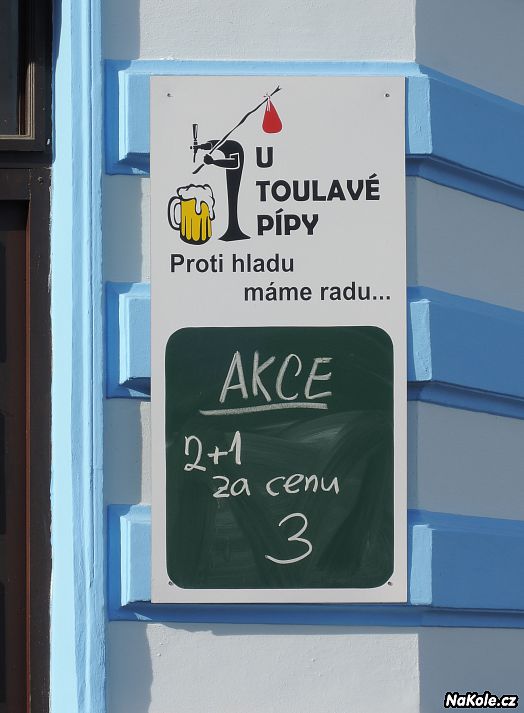 U
TOULAVÉ
PÍPY
Proti hladu
máme radu...
AKCE
2+1
za cenu
3
NaKole.cz